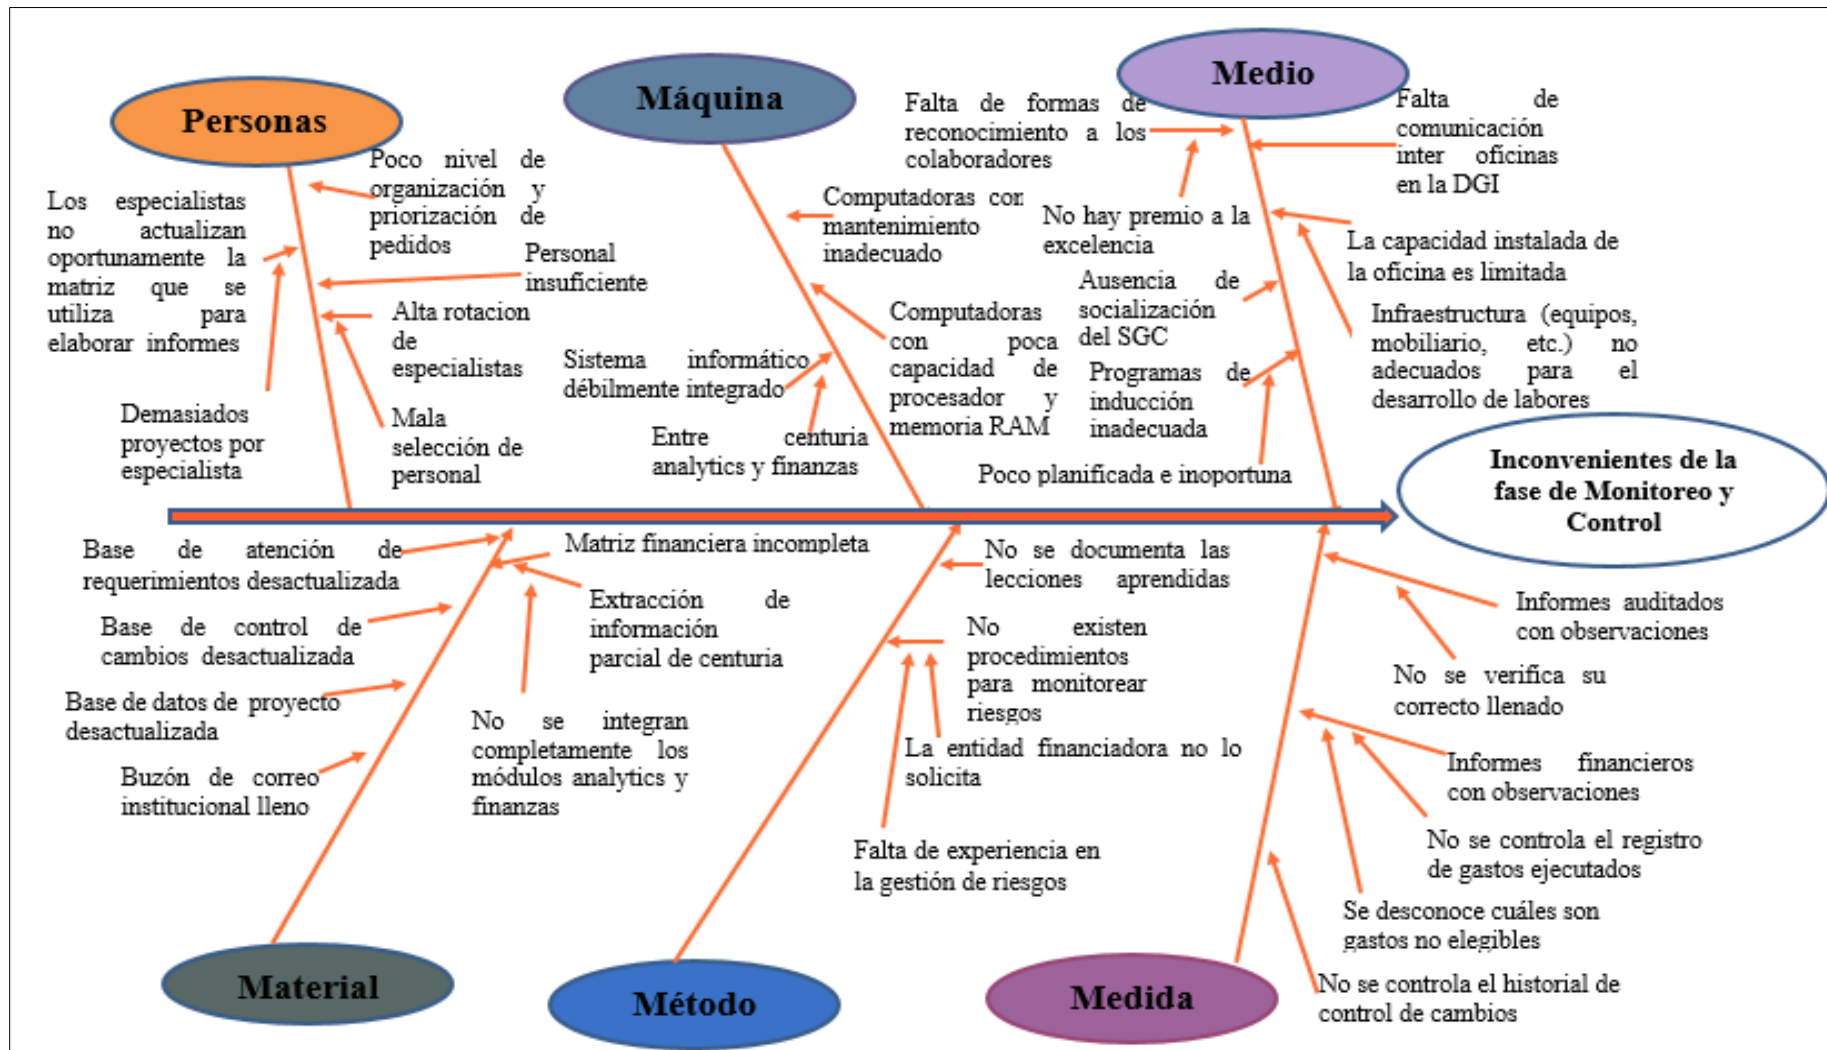 Personas
Los especialistas
no actualizan
oportunamente la
matriz que se
utiliza para
elaborar informes
Demasiados
proyectos por
especialista
Poco nivel de
organización y
priorización de
pedidos
Personal
insuficiente
Alta rotacion
de
especialistas
Mala
selección de
personal
Máquina
Computadoras con
mantenimiento
inadecuado
Computadoras
con poca
capacidad de
procesador y
memoria RAM
Sistema informático
débilmente integrado
Entre centuria
analytics y finanzas
Medio
Falta de formas de
reconocimiento a los
colaboradores
No hay premio a la
excelencia
Ausencia de
socialización
del SGC
Programas de
inducción
inadecuada
Poco planificada e inoportuna
Falta de
comunicación
inter oficinas
en la DGI
La capacidad instalada de
la oficina es limitada
Infraestructura (equipos,
mobiliario, etc.) no
adecuados para el
desarrollo de labores
Inconvenientes de la
fase de Monitoreo y
Control
Base de atención de
requerimientos desactualizada
Base de control de
cambios desactualizada
Base de datos de proyecto
desactualizada
Buzón de correo
institucional lleno
Matriz financiera incompleta
Extracción de
información
parcial de centuria
No se integran
completamente los
módulos analytics y
finanzas
Material
No se documenta las
lecciones aprendidas
No existen
procedimientos
para monitorear
riesgos
La entidad financiadora no lo
solicita
Falta de experiencia en
la gestión de riesgos
Método
Informes auditados
con observaciones
No se verifica su
correcto llenado
Informes financieros
con observaciones
No se controla el registro
de gastos ejecutados
Se desconoce cuáles son
gastos no elegibles
No se controla el historial de
control de cambios
Medida